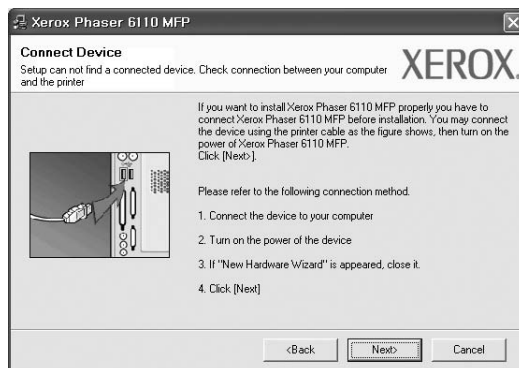 Xerox Phaser 6110 MFP
Connect Device
Setup can not find a connected device. Check connection between your computer
and the printer
XEROX.
If you want to install Xerox Phaser 6110 MFP properly you have to
connect Xerox Phaser 6110 MFP before installation. You may connect
the device using the printer cable as the figure shows, then turn on the
power of Xerox Phaser 6110 MFP.
Click [Next>].
Please refer to the following connection method.
1. Connect the device to your computer
2. Turn on the power of the device
3. If "New Hardware Wizard" is appeared, close it.
4. Click [Next]
<Back
Next>
Cancel